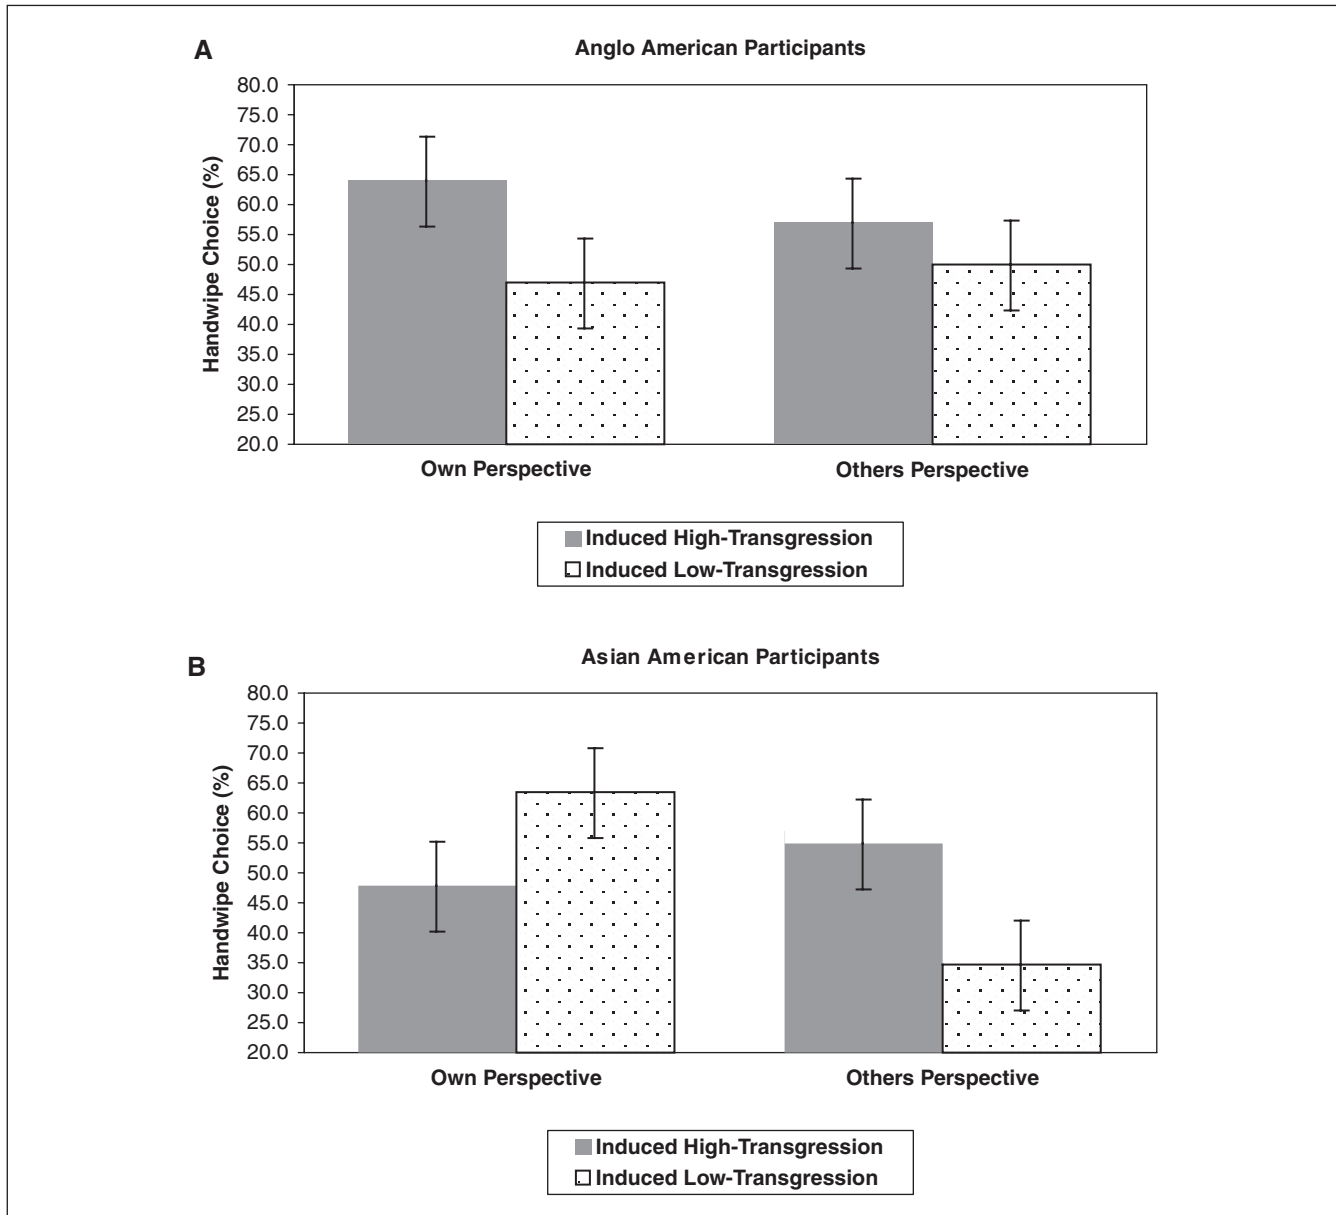 A
Anglo American Participants
80.0
75.0
70.0
65.0
60.0
55.0
50.0
45.0
40.0
35.0
30.0
25.0
20.0
Handwipe Choice (%)
Own Perspective
Others Perspective
Induced High-Transgression
Induced Low-Transgression
B
Asian American Participants
80.0
75.0
70.0
65.0
60.0
55.0
50.0
45.0
40.0
35.0
30.0
25.0
20.0
Handwipe Choice (%)
Own Perspective
Others Perspective
Induced High-Transgression
Induced Low-Transgression